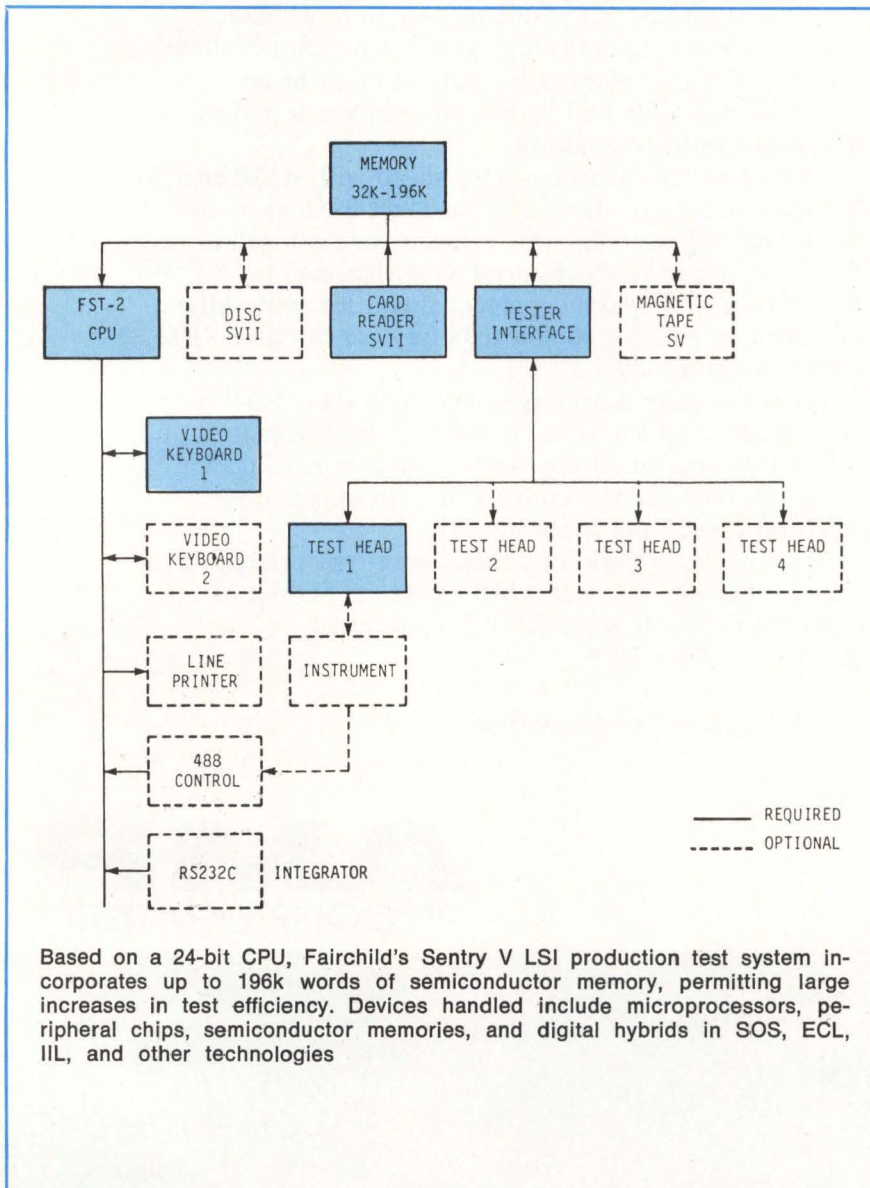 MEMORY
32K-196K
FST-2
CPU
DISC
SVII
CARD
READER
SVII
TESTER
INTERFACE
MAGNETIC
TAPE
SV
VIDEO
KEYBOARD
1
VIDEO
KEYBOARD
2
TEST HEAD
1
TEST HEAD
2
TEST HEAD
3
TEST HEAD
4
LINE
PRINTER
INSTRUMENT
488
CONTROL
RS232C
INTEGRATOR
REQUIRED
OPTIONAL
Based on a 24-bit CPU, Fairchild's Sentry V LSI production test system in-
corporates up to 196k words of semiconductor memory, permitting large
increases in test efficiency. Devices handled include microprocessors, pe-
ripheral chips, semiconductor memories, and digital hybrids in SOS, ECL,
IIL, and other technologies